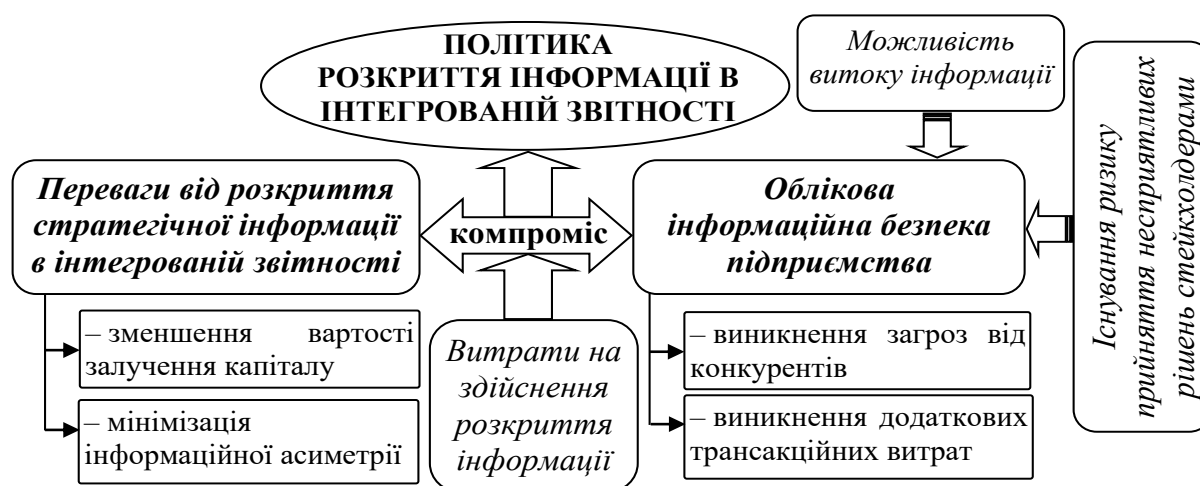 ПОЛІТИКА
РОЗКРИТТЯ ІНФОРМАЦІЇ В
ІНТЕГРОВАНІЙ ЗВІТНОСТІ
Можливість
витоку інформації
Існування ризику
прийняття несприятливих
рішень стейкхолдерами
Переваги від розкриття
стратегічної інформації
в інтегрованій звітності
компроміс
Облікова
інформаційна безпека
підприємства
– зменшення вартості
залучення капіталу
– мінімізація
інформаційної асиметрії
Витрати на
здійснення
розкриття
інформації
– виникнення загроз від
конкурентів
– виникнення додаткових
трансакційних витрат